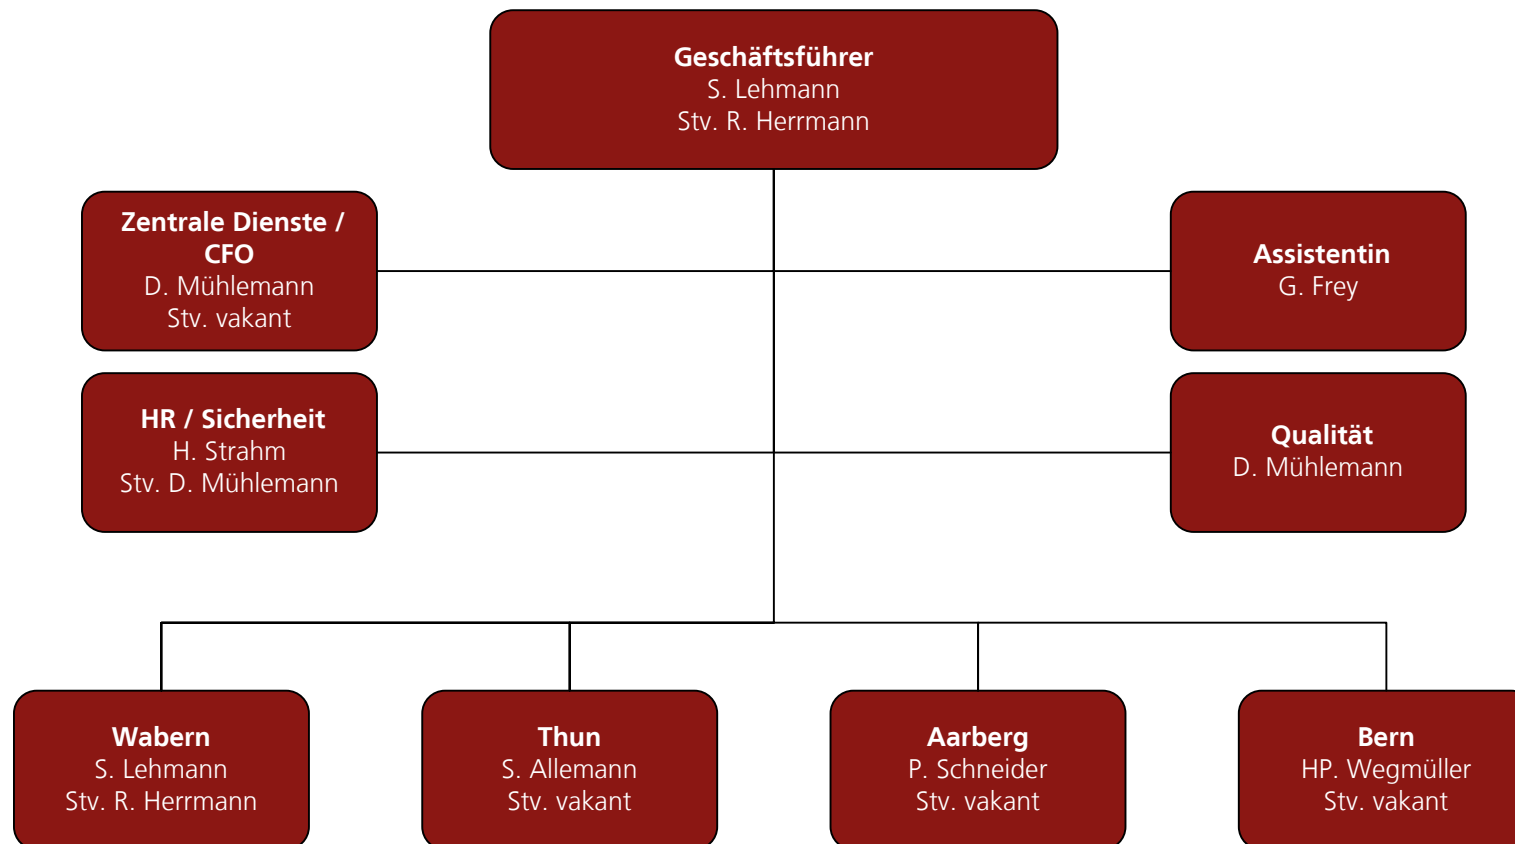 Geschäftsführer
S. Lehmann
Stv. R. Herrmann
Zentrale Dienste /
CFO
D. Mühlemann
Stv. vakant
Assistentin
G. Frey
HR / Sicherheit
H. Strahm
Stv. D. Mühlemann
Qualität
D. Mühlemann
Wabern
S. Lehmann
Stv. R. Herrmann
Thun
S. Allemann
Stv. vakant
Aarberg
P. Schneider
Stv. vakant
Bern
HP. Wegmüller
Stv. vakant